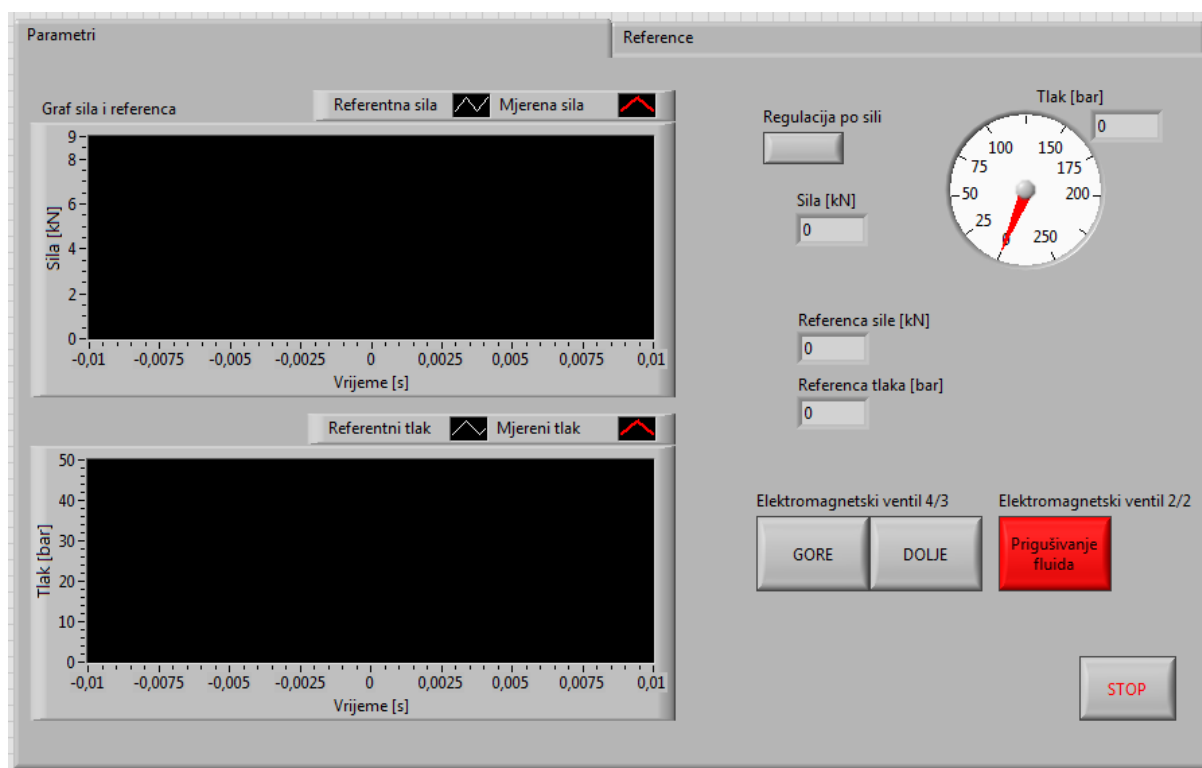 Parametri
Reference
Graf sila i referenca
Referentna sila
Mjerena sila
9
8
6
4
2
0
Sila [kN]
-0,01 -0,0075 -0,005 -0,0025 0 0,0025 0,005 0,0075 0,01
Vrijeme [s]
Referentni tlak
Mjereni tlak
50
40
30
20
10
0
Tlak [bar]
-0,01 -0,0075 -0,005 -0,0025 0 0,0025 0,005 0,0075 0,01
Vrijeme [s]
Regulacija po sili
Sila [kN]
0
Tlak [bar]
0
0
25
50
75
100
150
175
200
250
Referenca sile [kN]
0
Referenca tlaka [bar]
0
Elektromagnetski ventil 4/3
GORE
DOLJE
Elektromagnetski ventil 2/2
Prigušivanje
fluida
STOP